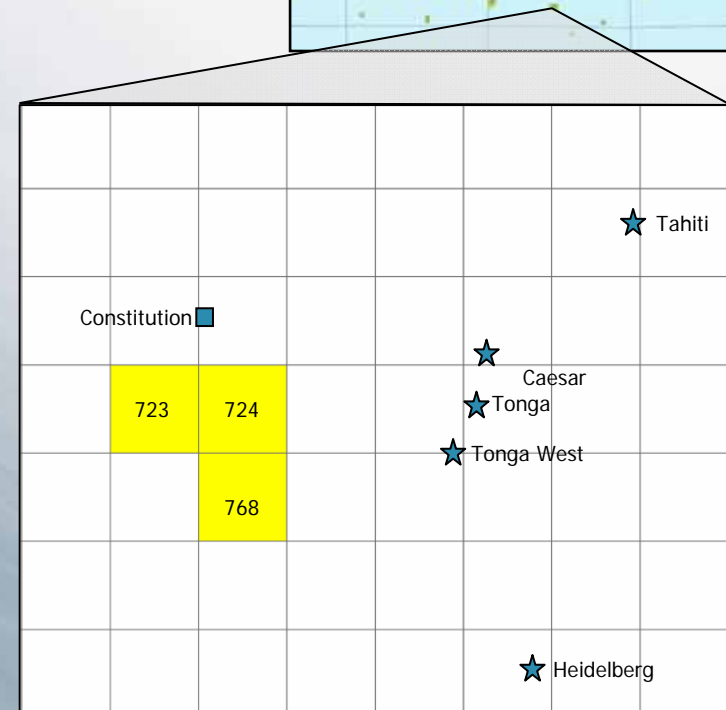 Tahiti
Constitution
Caesar
723
724
Tonga
Tonga West
768
Heidelberg